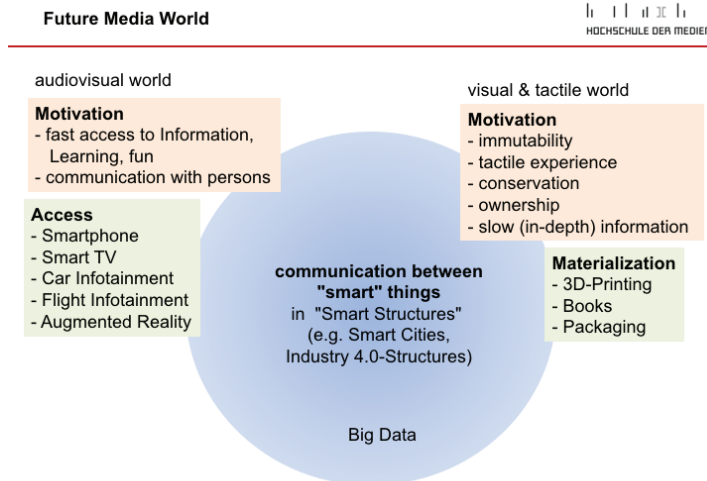 Future Media World
HOCHSCHULE DER MEDIEN
audiovisual world
Motivation
- fast access to Information,
Learning, fun
- communication with persons
Access
- Smartphone
- Smart TV
- Car Infotainment
- Flight Infotainment
- Augmented Reality
visual & tactile world
Motivation
- immutability
- tactile experience
- conservation
- ownership
- slow (in-depth) information
Materialization
- 3D-Printing
- Books
- Packaging
communication between
"smart" things
in "Smart Structures"
(e.g. Smart Cities,
Industry 4.0-Structures)
Big Data